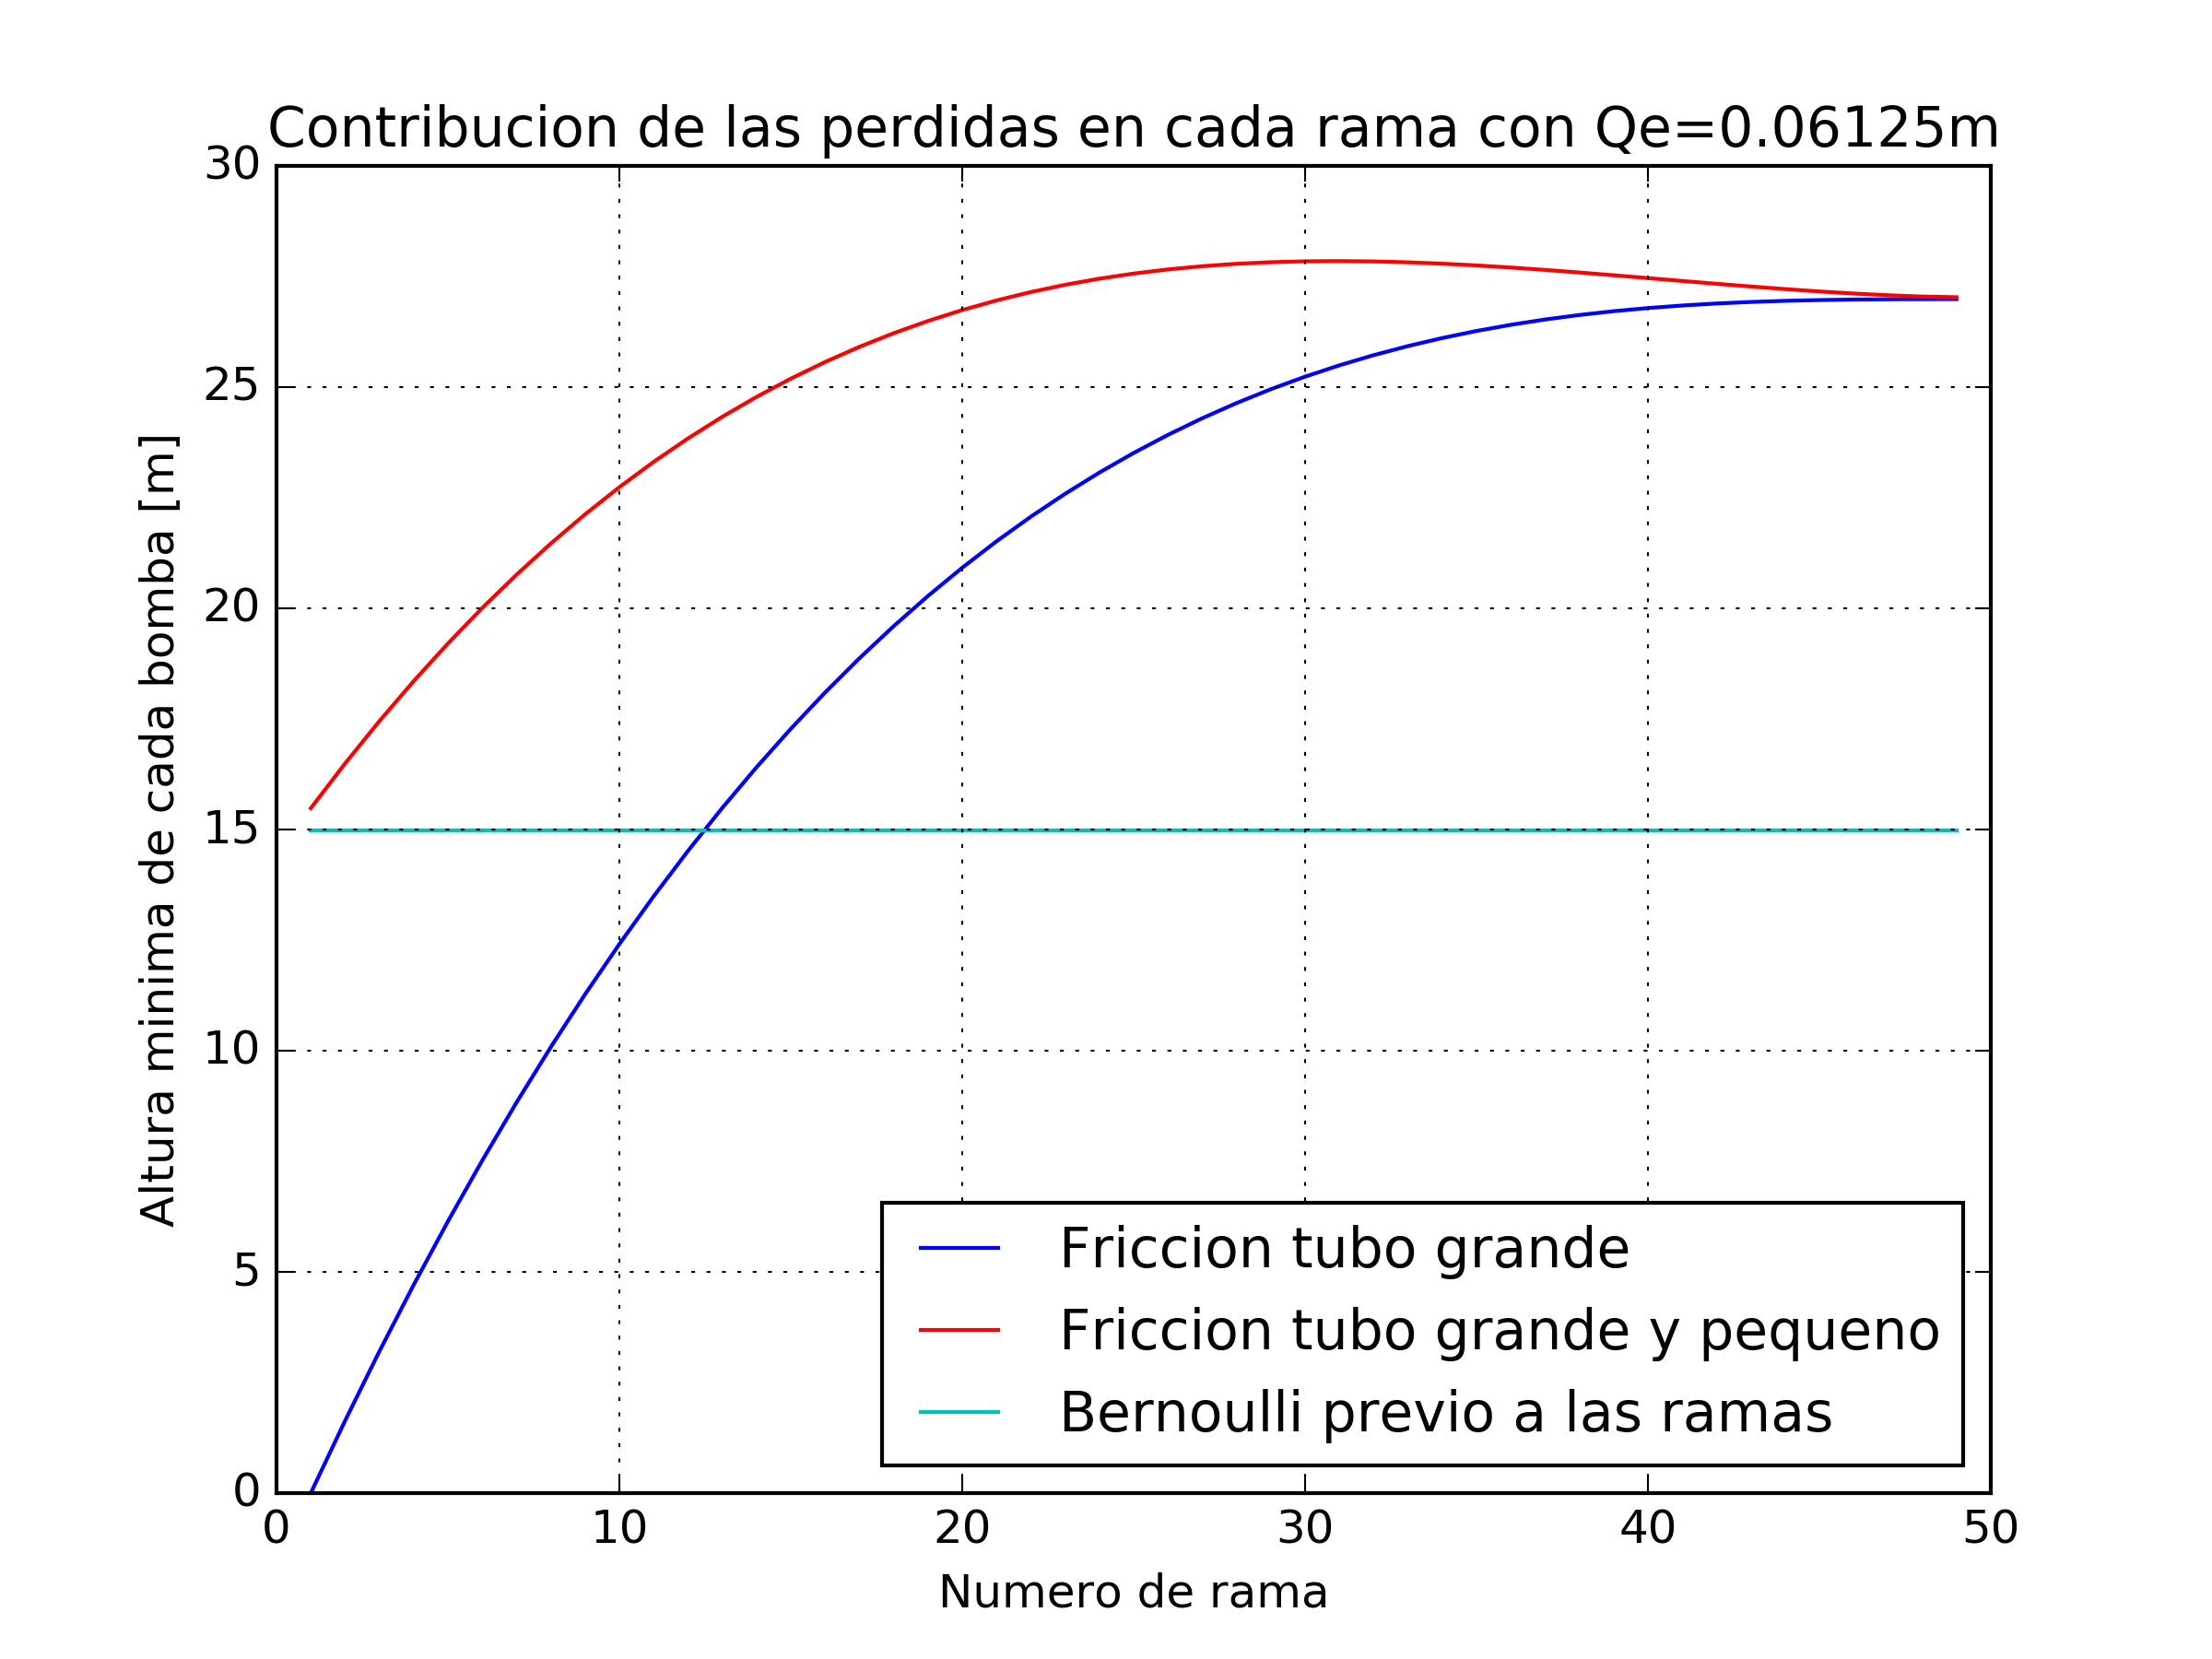 Contribucion de las perdidas en cada rama con Qe=0.06125m
30
25
20
15
10
5
0
Altura minima de cada bomba [m]
Friccion tubo grande
Friccion tubo grande y pequeno
Bernoulli previo a las ramas
0 10 20 30 40 50
Numero de rama